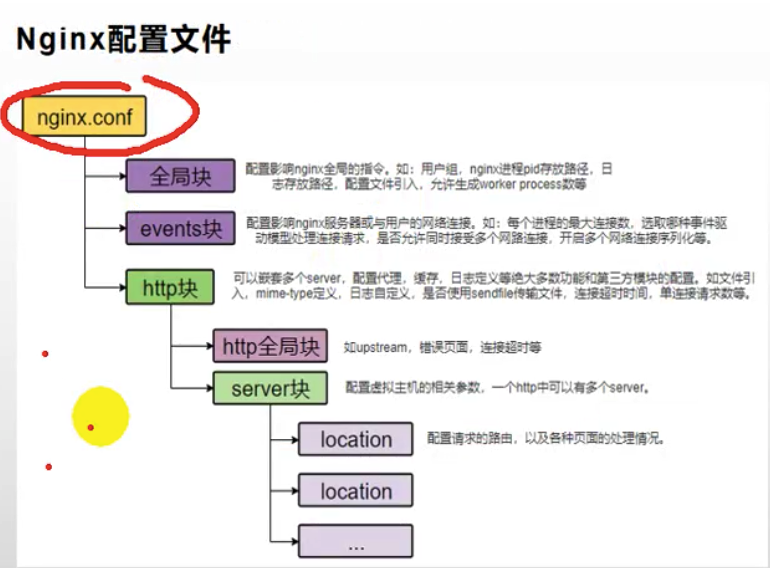 Nginx配置文件
nginx.conf
全局块
配置影响nginx全局的指令。如：用户组，nginx进程pid存放路径，日
志存放路径，配置文件引入，允许生成worker process数等
events块
配置影响nginx服务器或与用户的网络连接。如：每个进程的最大连接数，选取哪种事件驱
动模型处理连接请求，是否允许同时接受多个网路连接，开启多个网络连接序列化等。
http块
可以嵌套多个server，配置代理，缓存，日志定义等绝大多数功能和第三方模块的配置。如文件引
入，mime-type定义，日志自定义，是否使用sendfile传输文件，连接超时时间，单连接请求数等。
http全局块
如upstream，错误页面，连接超时等
server块
配置虚拟主机的相关参数，一个http中可以有多个server。
location
配置请求的路由，以及各种页面的处理情况。
location
...